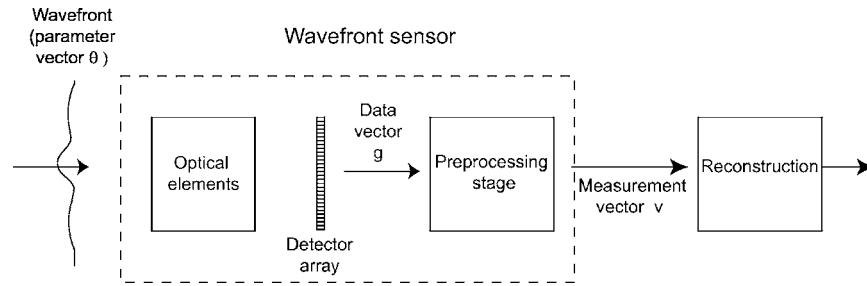 Wavefront
(parameter
vector θ )
Wavefront sensor
Optical
elements
Detector
array
Data
vector
g
Preprocessing
stage
Measurement
vector v
Reconstruction